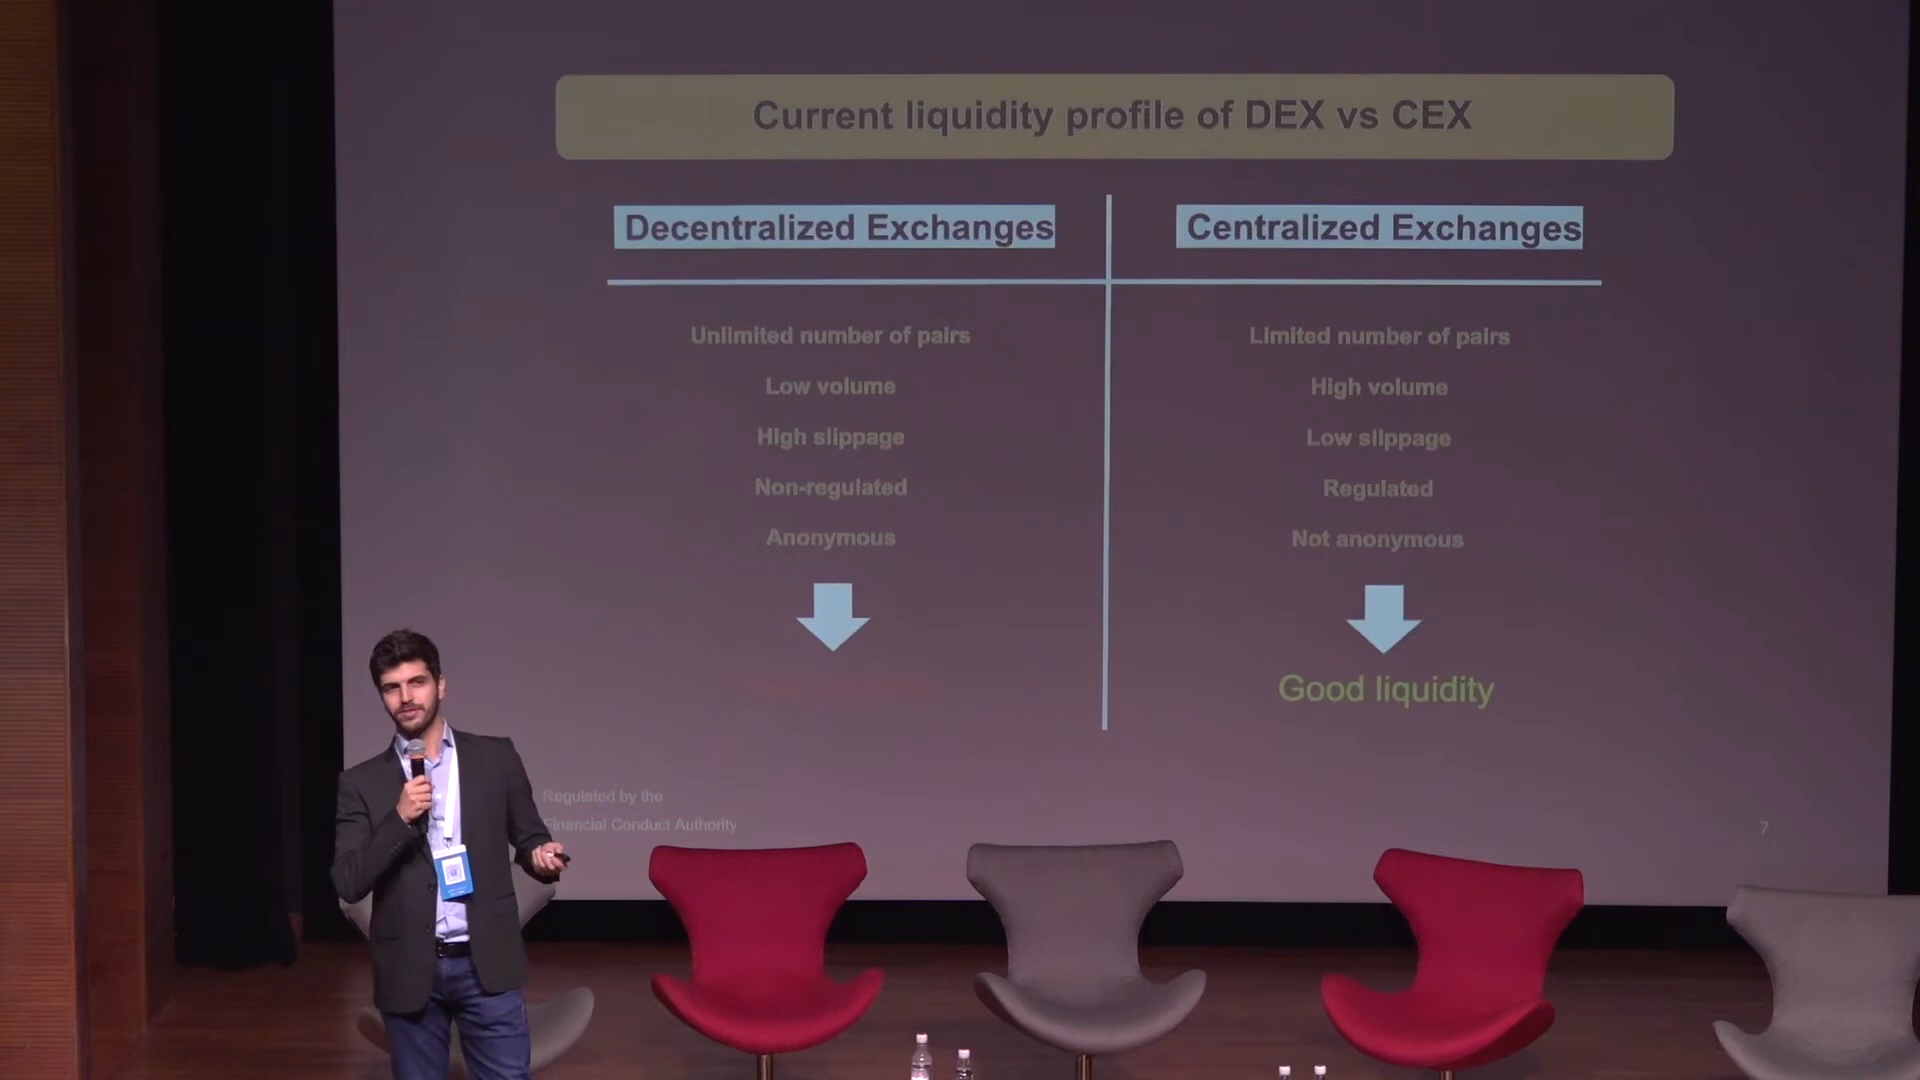 Current liquidity profile of DEX vs CEX
Decentralized Exchanges
Centralized Exchanges
Unlimited number of pairs
Limited number of pairs
Low volume
High volume
High slippage
Low slippage
Non-regulated
Regulated
Anonymous
Not anonymous
Good liquidity
Regulated by the
Financial Conduct Authority
7